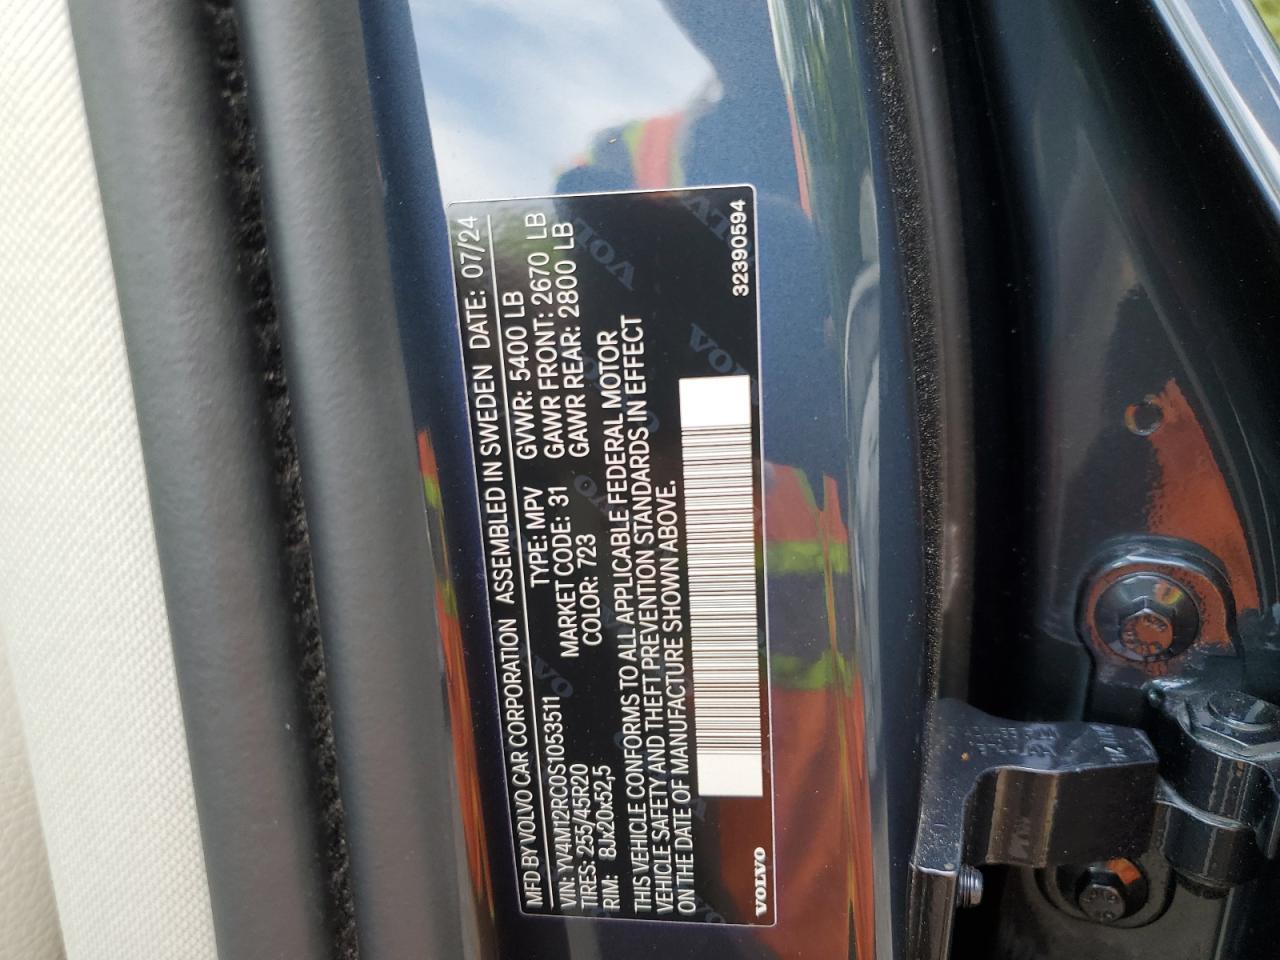 MFD BY VOLVO CAR CORPORATION ASSEMBLED IN SWEDEN DATE: 07/24
VIN: YV4M12RC0S1053511 TYPE: MPV GVWR: 5400 LB
TIRES: 255/45R20 MARKET CODE: 31 GAWR FRONT: 2670 LB
RIM: 8Jx20x52,5 COLOR: 723 GAWR REAR: 2800 LB
THIS VEHICLE CONFORMS TO ALL APPLICABLE FEDERAL MOTOR
VEHICLE SAFETY AND THEFT PREVENTION STANDARDS IN EFFECT
ON THE DATE OF MANUFACTURE SHOWN ABOVE.
VOLVO 32390594